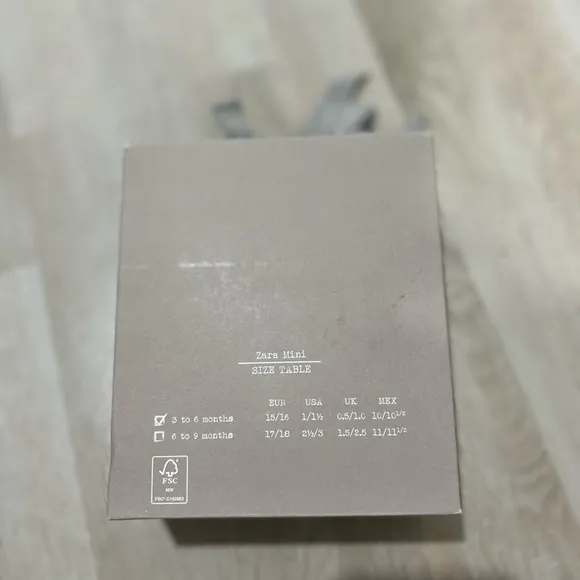 Zara Mini
SIZE TABLE
EUR USA UK MEX
3 to 6 months 15/16 1/1½ 0.5/1.0 10/10½
6 to 9 months 17/18 2½/3 1.5/2.5 11/11½
FSC
MIX